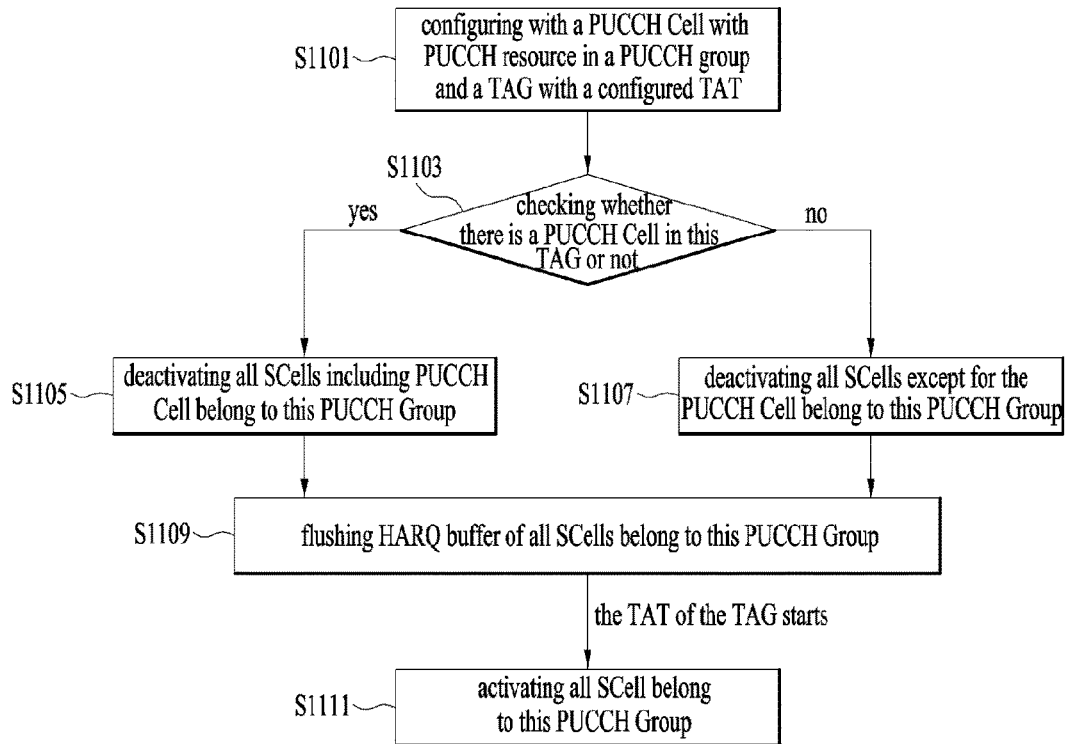 configuring with a PUCCH Cell with
PUCCH resource in a PUCCH group
and a TAG with a configured TAT
S1101
S1103
checking whether
there is a PUCCH Cell in this
TAG or not
yes
no
S1105
deactivating all SCells including PUCCH
Cell belong to this PUCCH Group
S1107
deactivating all SCells except for the
PUCCH Cell belong to this PUCCH Group
S1109
flushing HARQ buffer of all SCells belong to this PUCCH Group
the TAT of the TAG starts
S1111
activating all SCell belong
to this PUCCH Group